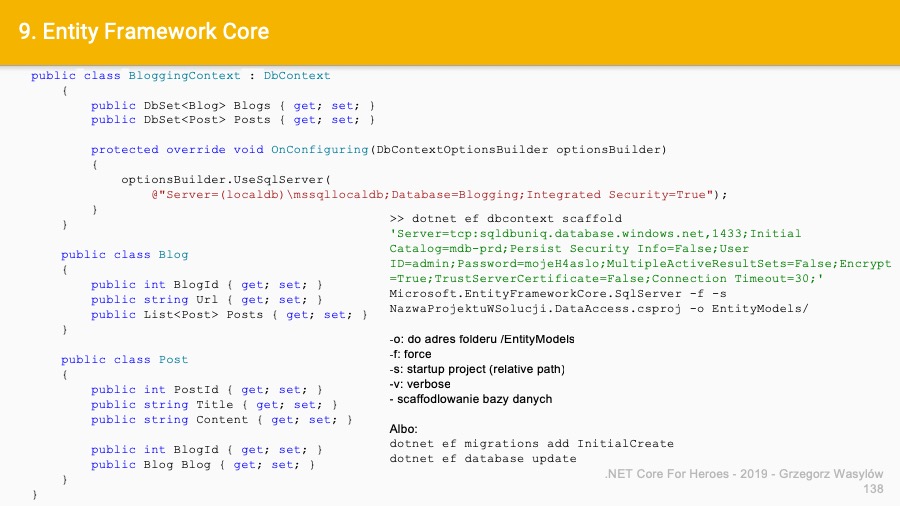 9. Entity Framework Core
public class BloggingContext : DbContext
{
public DbSet<Blog> Blogs { get; set; }
public DbSet<Post> Posts { get; set; }
protected override void OnConfiguring(DbContextOptionsBuilder optionsBuilder)
{
optionsBuilder.UseSqlServer(
@"Server=(localdb)\mssqllocaldb;Database=Blogging;Integrated Security=True");
}
}
public class Blog
{
public int BlogId { get; set; }
public string Url { get; set; }
public List<Post> Posts { get; set; }
}
public class Post
{
public int PostId { get; set; }
public string Title { get; set; }
public string Content { get; set; }
public int BlogId { get; set; }
public Blog Blog { get; set; }
}
}
>> dotnet ef dbcontext scaffold
'Server=tcp:sqldbuniq.database.windows.net,1433;Initial
Catalog=mdb-prd;Persist Security Info=False;User
ID=admin;Password=mojeH4aslo;MultipleActiveResultSets=False;Encrypt
=True;TrustServerCertificate=False;Connection Timeout=30;'
Microsoft.EntityFrameworkCore.SqlServer -f -s
NazwaProjektuWSolucji.DataAccess.csproj -o EntityModels/
-o: do adres folderu /EntityModels
-f: force
-s: startup project (relative path)
-v: verbose
- scaffodlowanie bazy danych
Albo:
dotnet ef migrations add InitialCreate
dotnet ef database update
.NET Core For Heroes - 2019 - Grzegorz Wasylów
138